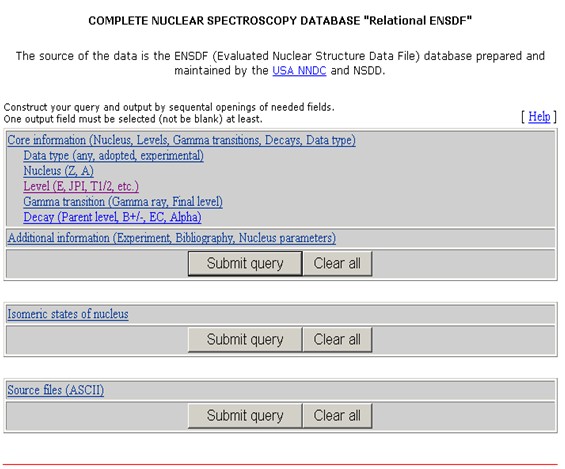 COMPLETE NUCLEAR SPECTROSCOPY DATABASE "Relational ENSDF"
The source of the data is the ENSDF (Evaluated Nuclear Structure Data File) database prepared and
maintained by the USA NNDC and NSDD.
Construct your query and output by sequential openings of needed fields.
One output field must be selected (not be blank) at least.
[ Help ]
Core information (Nucleus, Levels, Gamma transitions, Decays, Data type)
Data type (any, adopted, experimental)
Nucleus (Z, A)
Level (E, JPI, T1/2, etc.)
Gamma transition (Gamma ray, Final level)
Decay (Parent level, B+/-, EC, Alpha)
Additional information (Experiment, Bibliography, Nucleus parameters)
Submit query Clear all
Isomeric states of nucleus
Submit query Clear all
Source files (ASCII)
Submit query Clear all